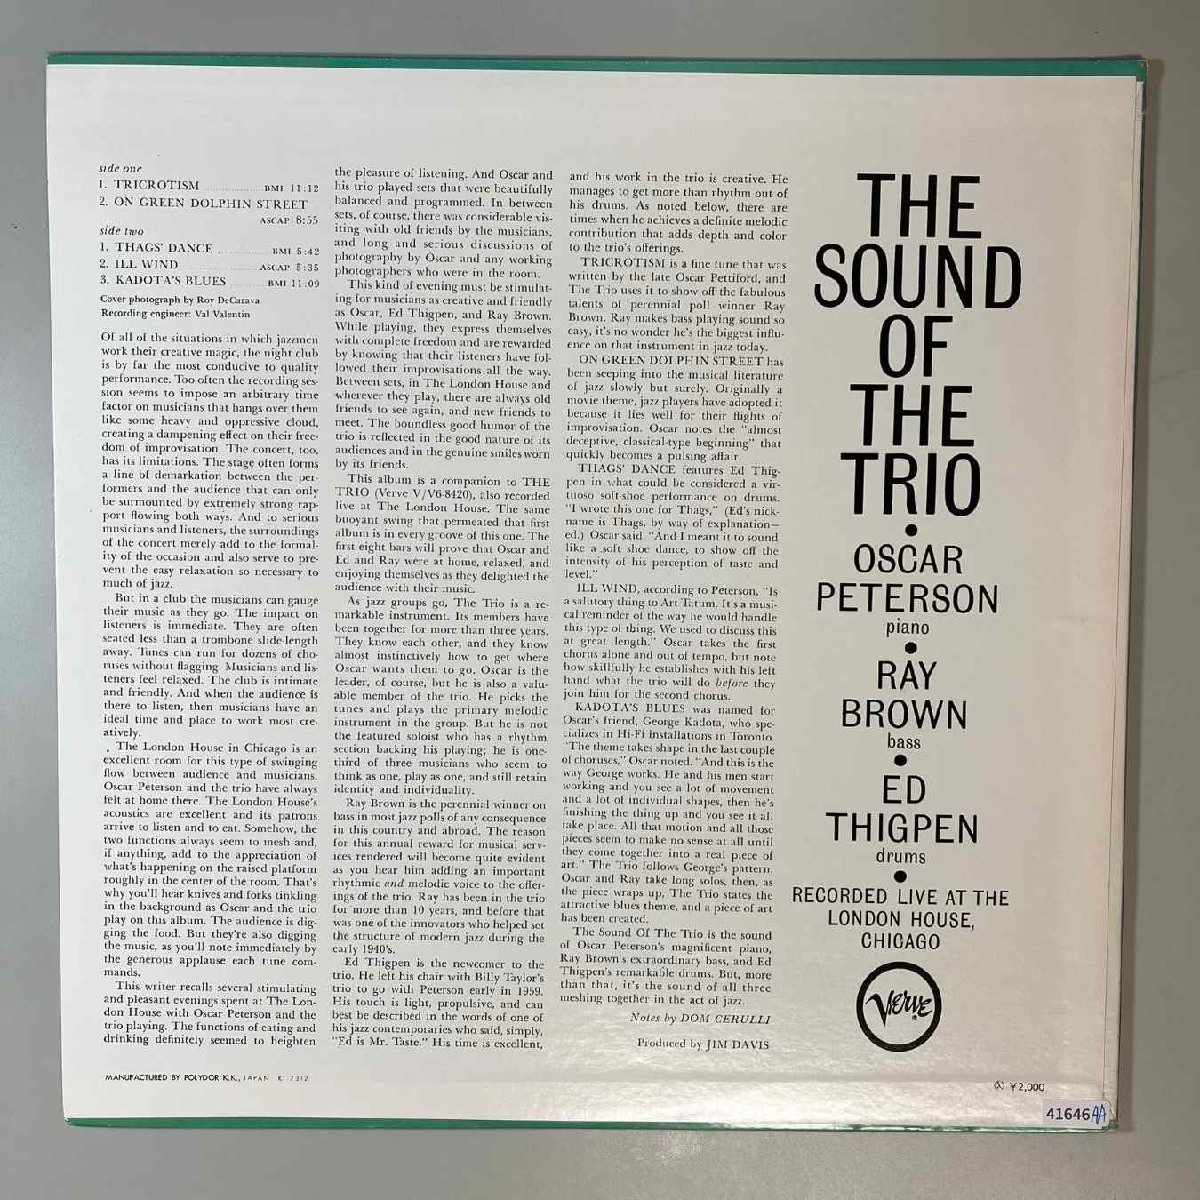 side one
1. TRICROTISM BMI 11:12
2. ON GREEN DOLPHIN STREET
ASCAP 8:55
side two
1. THAGS' DANCE BMI 5:42
2. ILL WIND ASCAP 5:35
3. KADOTA'S BLUES BMI 11:09
Cover photograph by Roy DeCarava
Recording engineer: Val Valentin
Of all of the situations in which jazzmen
work their creative magic, the night club
is by far the most conducive to quality
performance. Too often the recording ses-
sion seems to impose an arbitrary time
factor on musicians that hangs over them
like some heavy and oppressive cloud,
creating a dampening effect on their free-
dom of improvisation. The concert, too,
has its limitations. The stage often forms
a line of demarkation between the per-
formers and the audience that can only
be surmounted by extremely strong rap-
port flowing both ways. And to serious
musicians and listeners, the surroundings
of the concert merely add to the formal-
ity of the occasion and also serve to pre-
vent the easy relaxation so necessary to
much of jazz.
But in a club the musicians can gauge
their music as they go. The impact on
listeners is immediate. They are often
seated less than a trombone slide-length
away. Tunes can run for dozens of cho-
ruses without flagging. Musicians and lis-
teners feel relaxed. The club is intimate
and friendly. And when the audience is
there to listen, then musicians have an
ideal time and place to work most cre-
atively.
The London House in Chicago is an
excellent room for this type of swinging
flow between audience and musicians.
Oscar Peterson and the trio have always
felt at home there. The London House's
acoustics are excellent and its patrons
arrive to listen and to eat. Somehow, the
two functions always seem to mesh and,
if anything, add to the appreciation of
what's happening on the raised platform
roughly in the center of the room. That's
why you'll hear knives and forks tinkling
in the background as Oscar and the trio
play on this album. The audience is dig-
ging the food. But they're also digging
the music, as you'll note immediately by
the generous applause each tune com-
mands.
This writer recalls several stimulating
and pleasant evenings spent at The Lon-
don House with Oscar Peterson and the
trio playing. The functions of eating and
drinking definitely seemed to heighten
the pleasure of listening. And Oscar and
his trio played sets that were beautifully
balanced and programmed. In between
sets, of course, there was considerable vis-
iting with old friends by the musicians,
and long and serious discussions of
photography by Oscar and any working
photographers who were in the room.
This kind of evening must be stimulat-
ing for musicians as creative and friendly
as Oscar, Ed Thigpen, and Ray Brown.
While playing, they express themselves
with complete freedom and are rewarded
by knowing that their listeners have fol-
lowed their improvisations all the way.
Between sets, in The London House and
wherever they play, there are always old
friends to see again, and new friends to
meet. The boundless good humor of the
trio is reflected in the good nature of its
audiences and in the genuine smiles worn
by its friends.
This album is a companion to THE
TRIO (Verve V/V6-8420), also recorded
live at The London House. The same
buoyant swing that permeated that first
album is in every groove of this one. The
first eight bars will prove that Oscar and
Ed and Ray were at home, relaxed, and
enjoying themselves as they delighted the
audience with their music.
As jazz groups go, The Trio is a re-
markable instrument. Its members have
been together for more than three years.
They know each other, and they know
almost instinctively how to get where
Oscar wants them to go. Oscar is the
leader, of course, but he is also a valu-
able member of the trio. He picks the
tunes and plays the primary melodic
instrument in the group. But he is not
the featured soloist who has a rhythm
section backing his playing; he is one-
third of three musicians who seem to
think as one, play as one, and still retain
identity and individuality.
Ray Brown is the perennial winner on
bass in most jazz polls of any consequence
in this country and abroad. The reason
for this annual reward for musical serv-
ices rendered will become quite evident
as you hear him adding an important
rhythmic and melodic voice to the offer-
ings of the trio. Ray has been in the trio
for more than 10 years, and before that
was one of the innovators who helped set
the structure of modern jazz during the
early 1940's.
Ed Thigpen is the newcomer to the
trio. He left his chair with Billy Taylor's
trio to go with Peterson early in 1959.
His touch is light, propulsive, and can
best be described in the words of one of
his jazz contemporaries who said, simply,
"Ed is Mr. Taste." His time is excellent,
and his work in the trio is creative. He
manages to get more than rhythm out of
his drums. As noted below, there are
times when he achieves a definite melodic
contribution that adds depth and color
to the trio's offerings.
TRICROTISM is a fine tune that was
written by the late Oscar Pettiford, and
The Trio uses it to show off the fabulous
talents of perennial poll winner Ray
Brown. Ray makes bass playing sound so
easy, it's no wonder he's the biggest influ-
ence on that instrument in jazz today.
ON GREEN DOLPHIN STREET has
been seeping into the musical literature
of jazz slowly but surely. Originally a
movie theme, jazz players have adopted it
because it lies well for their flights of
improvisation. Oscar notes the "almost
deceptive, classical-type beginning" that
quickly becomes a pulsing affair.
THAGS' DANCE features Ed Thig-
pen in what could be considered a vir-
tuoso soft-shoe performance on drums.
"I wrote this one for Thags," (Ed's nick-
name is Thags, by way of explanation—
ed.) Oscar said. "And I meant it to sound
like a soft shoe dance, to show off the
intensity of his perception of taste and
level."
ILL WIND, according to Peterson, "Is
a salutory thing to Art Tatum. It's a musi-
cal reminder of the way he would handle
this type of thing. We used to discuss this
at great length." Oscar takes the first
chorus alone and out of tempo, but note
how skillfully he establishes with his left
hand what the trio will do before they
join him for the second chorus.
KADOTA'S BLUES was named for
Oscar's friend, George Kadota, who spe-
cializes in Hi-Fi installations in Toronto.
"The theme takes shape in the last couple
of choruses," Oscar noted. "And this is the
way George works. He and his men start
working and you see a lot of movement
and a lot of individual shapes, then he's
finishing the thing up and you see it all
take place. All that motion and all those
pieces seem to make no sense at all until
they come together into a real piece of
art." The Trio follows George's pattern.
Oscar and Ray take long solos, then, as
the piece wraps up, The Trio states the
attractive blues theme, and a piece of art
has been created.
The Sound Of The Trio is the sound
of Oscar Peterson's magnificent piano,
Ray Brown's extraordinary bass, and Ed
Thigpen's remarkable drums. But, more
than that, it's the sound of all three
meshing together in the act of jazz.
Notes by DOM CERULLI
Produced by JIM DAVIS
THE
SOUND
OF
THE
TRIO
•
OSCAR
PETERSON
piano
•
RAY
BROWN
bass
•
ED
THIGPEN
drums
•
RECORDED LIVE AT THE
LONDON HOUSE,
CHICAGO
VERVE
MANUFACTURED BY POLYDOR K.K., JAPAN
¥2,000
41646AA